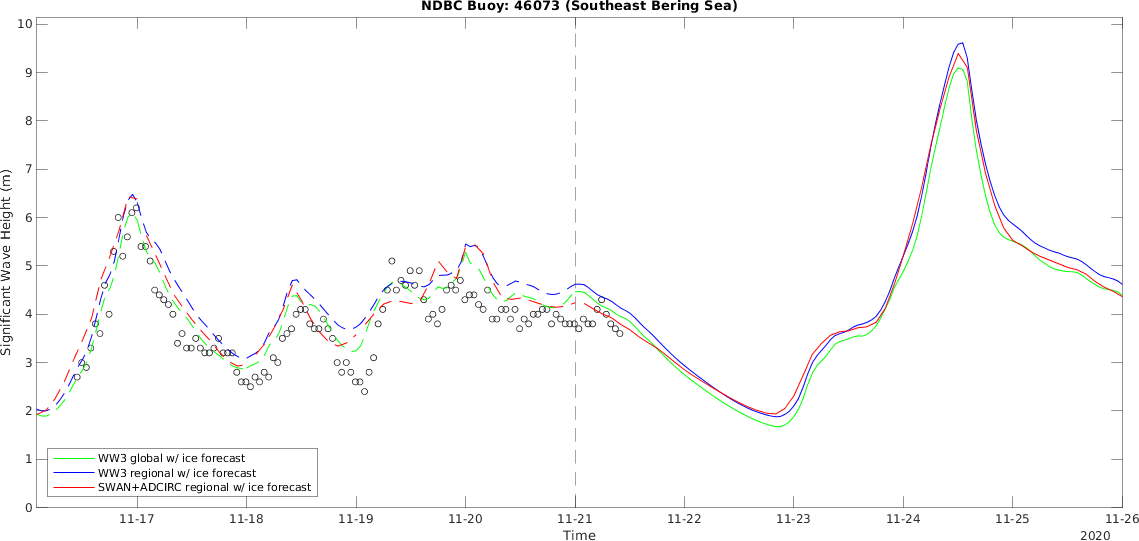 NDBC Buoy: 46073 (Southeast Bering Sea)
Significant Wave Height (m)
10
9
8
7
6
5
4
3
2
1
0
WW3 global w/ ice forecast
WW3 regional w/ ice forecast
SWAN+ADCIRC regional w/ ice forecast
11-17 11-18 11-19 11-20 11-21 11-22 11-23 11-24 11-25 11-26
Time
2020